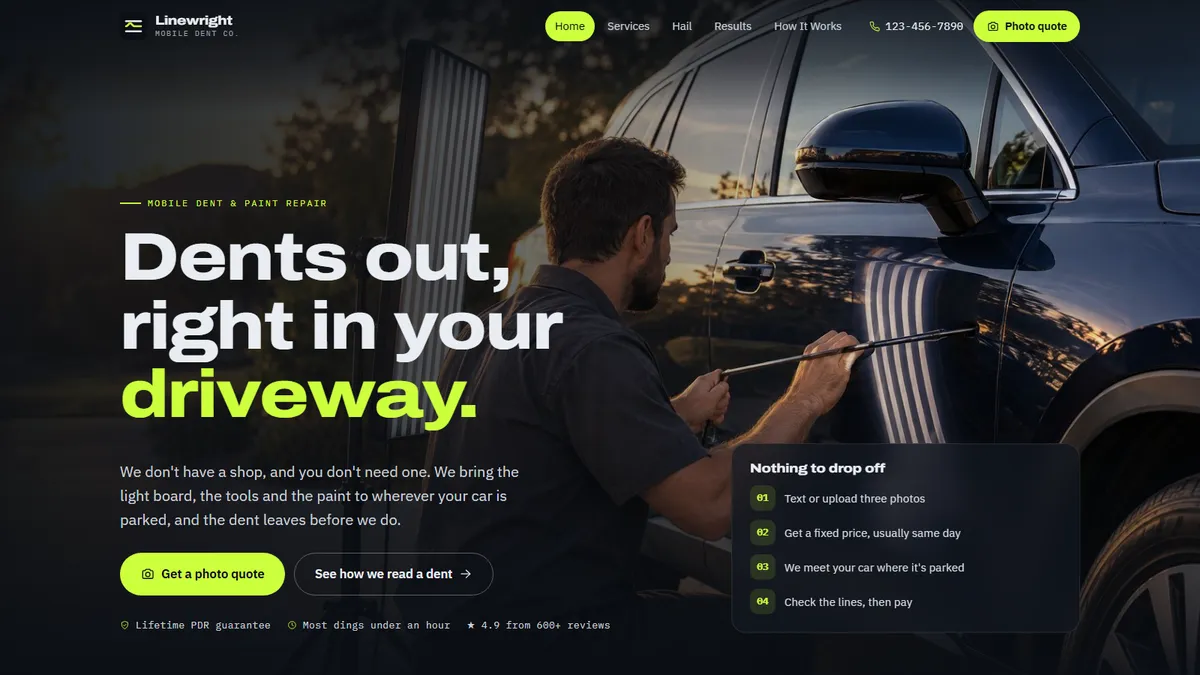 Linewright
MOBILE DENT CO.
Home
Services
Hail
Results
How It Works
123-456-7890
Photo quote
MOBILE DENT & PAINT REPAIR
Dents out,
right in your
driveway.
We don't have a shop, and you don't need one. We bring the
light board, the tools and the paint to wherever your car is
parked, and the dent leaves before we do.
Get a photo quote
See how we read a dent →
Lifetime PDR guarantee
Most dings under an hour
★ 4.9 from 600+ reviews
Nothing to drop off
01 Text or upload three photos
02 Get a fixed price, usually same day
03 We meet your car where it's parked
04 Check the lines, then pay